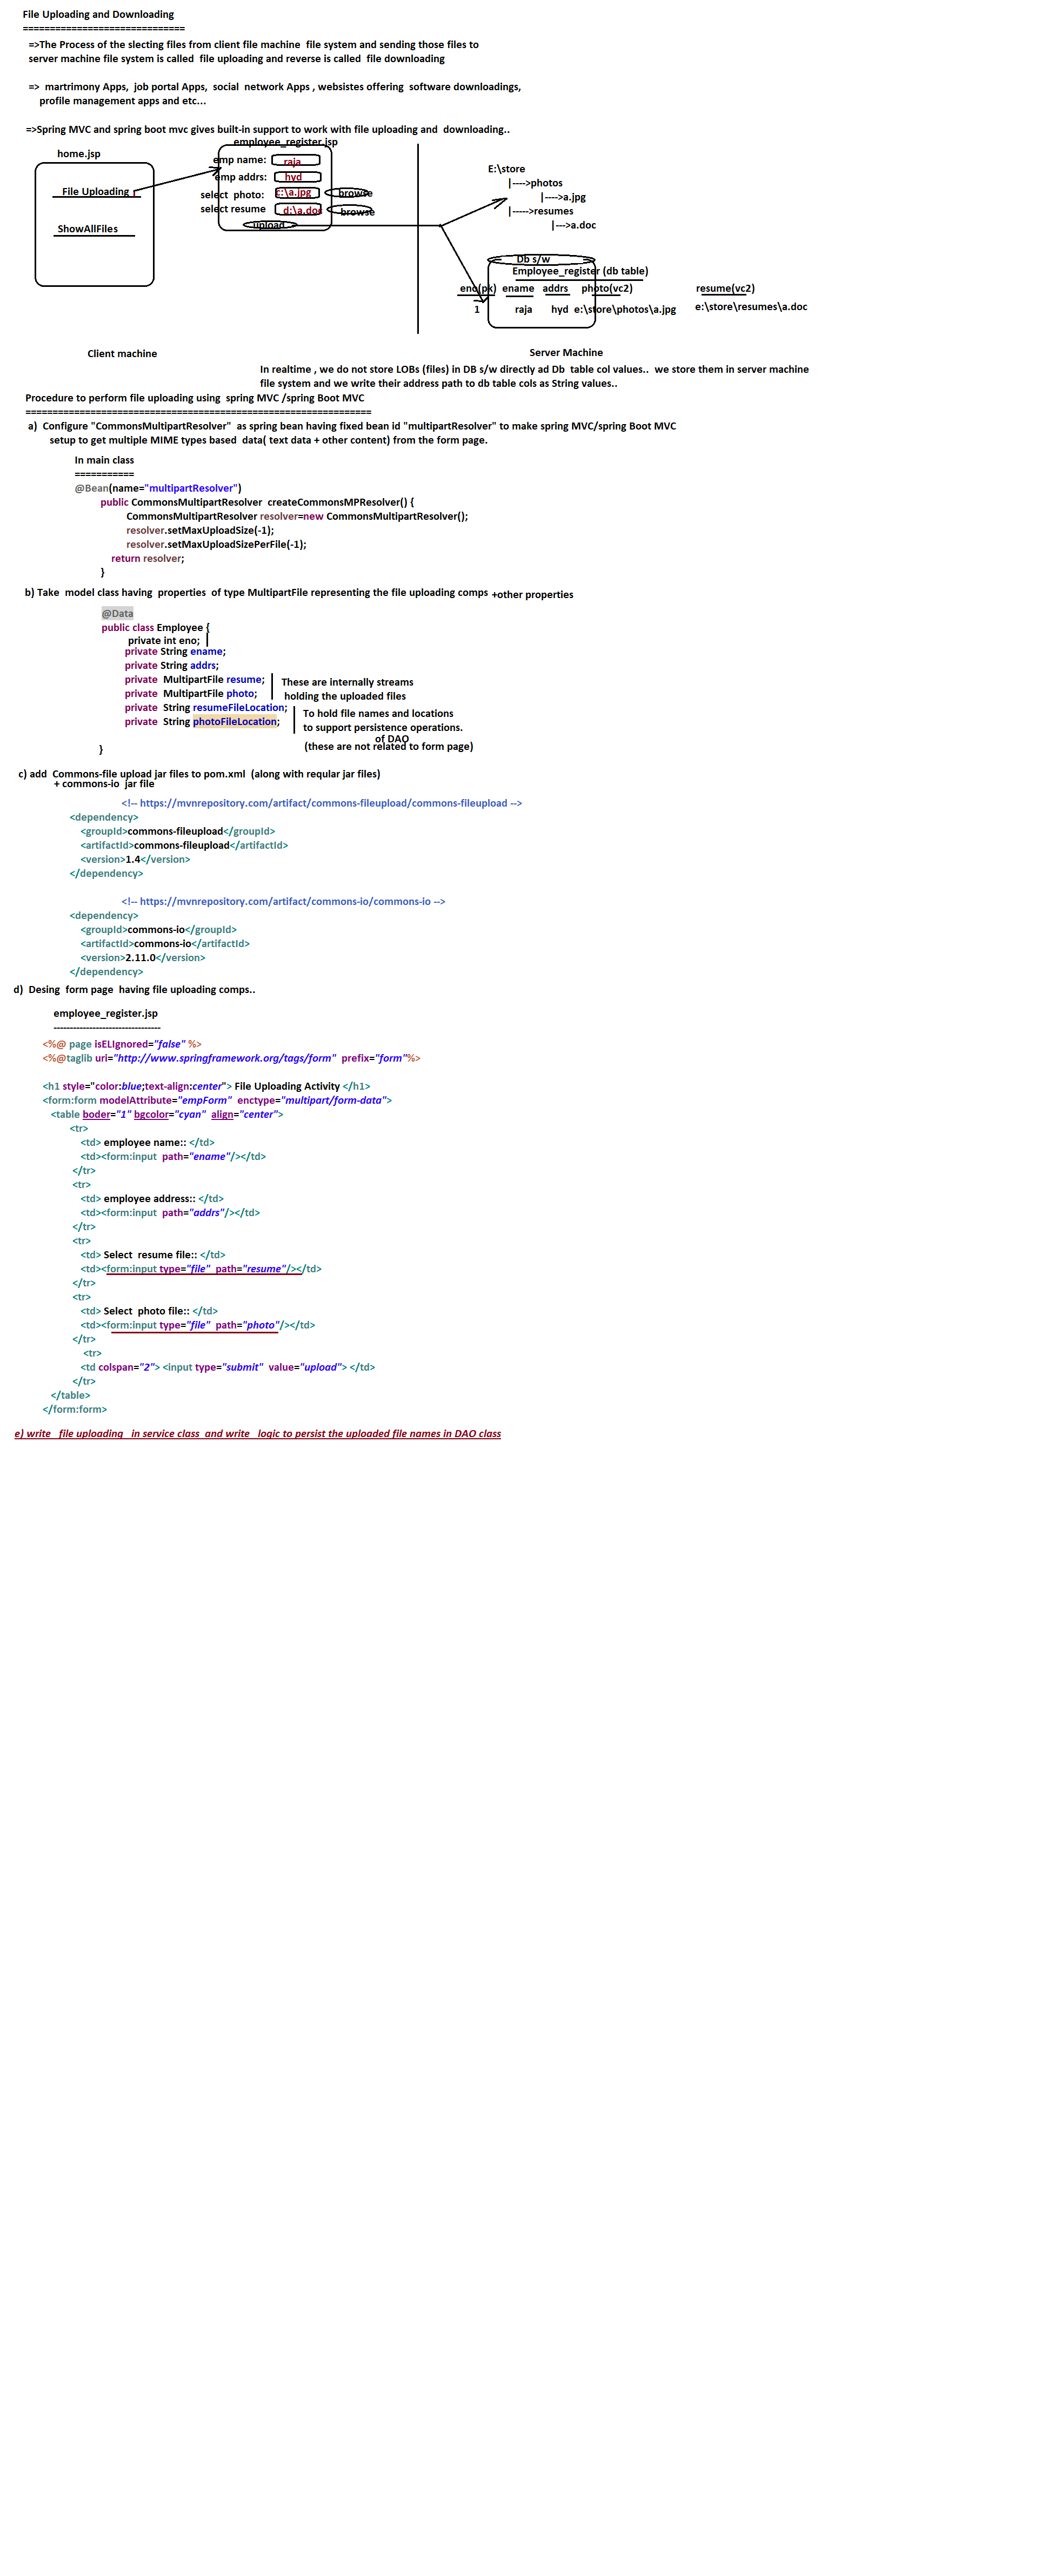 File Uploading and Downloading
==============================
=>The Process of the slecting files from client file machine file system and sending those files to
server machine file system is called file uploading and reverse is called file downloading
=> martrimony Apps, job portal Apps, social network Apps , websistes offering software downloadings,
profile management apps and etc...
=>Spring MVC and spring boot mvc gives built-in support to work with file uploading and downloading..
employee_register.jsp
home.jsp
emp name: raja
emp addrs: hyd
File Uploading
select photo: E:\a.jpg browse
select resume d:\a.doc browse
upload
ShowAllFiles
E:\store
|---->photos
|---->a.jpg
|----->resumes
|--->a.doc
Db s/w
Employee_register (db table)
eno(pk) ename addrs photo(vc2) resume(vc2)
1 raja hyd e:\store\photos\a.jpg e:\store\resumes\a.doc
Client machine
Server Machine
In realtime , we do not store LOBs (files) in DB s/w directly ad Db table col values.. we store them in server machine
file system and we write their address path to db table cols as String values..
Procedure to perform file uploading using spring MVC /spring Boot MVC
================================================================
a) Configure "CommonsMultipartResolver" as spring bean having fixed bean id "multipartResolver" to make spring MVC/spring Boot MVC
setup to get multiple MIME types based data( text data + other content) from the form page.
In main class
===========
@Bean(name="multipartResolver")
public CommonsMultipartResolver createCommonsMPResolver() {
CommonsMultipartResolver resolver=new CommonsMultipartResolver();
resolver.setMaxUploadSize(-1);
resolver.setMaxUploadSizePerFile(-1);
return resolver;
}
b) Take model class having properties of type MultipartFile representing the file uploading comps +other properties
@Data
public class Employee {
private int eno;
private String ename;
private String addrs;
private MultipartFile resume;
private MultipartFile photo;
These are internally streams
holding the uploaded files
private String resumeFileLocation;
private String photoFileLocation;
To hold file names and locations
to support persistence operations.
of DAO
(these are not related to form page)
}
c) add Commons-file upload jar files to pom.xml (along with reqular jar files)
+ commons-io jar file
<!-- https://mvnrepository.com/artifact/commons-fileupload/commons-fileupload -->
<dependency>
<groupId>commons-fileupload</groupId>
<artifactId>commons-fileupload</artifactId>
<version>1.4</version>
</dependency>
<!-- https://mvnrepository.com/artifact/commons-io/commons-io -->
<dependency>
<groupId>commons-io</groupId>
<artifactId>commons-io</artifactId>
<version>2.11.0</version>
</dependency>
d) Desing form page having file uploading comps..
employee_register.jsp
---------------------------------
<%@ page isELIgnored="false" %>
<%@taglib uri="http://www.springframework.org/tags/form" prefix="form"%>
<h1 style="color:blue;text-align:center"> File Uploading Activity </h1>
<form:form modelAttribute="empForm" enctype="multipart/form-data">
<table boder="1" bgcolor="cyan" align="center">
<tr>
<td> employee name:: </td>
<td><form:input path="ename"/></td>
</tr>
<tr>
<td> employee address:: </td>
<td><form:input path="addrs"/></td>
</tr>
<tr>
<td> Select resume file:: </td>
<td><form:input type="file" path="resume"/></td>
</tr>
<tr>
<td> Select photo file:: </td>
<td><form:input type="file" path="photo"/></td>
</tr>
<tr>
<td colspan="2"> <input type="submit" value="upload"> </td>
</tr>
</table>
</form:form>
e) write file uploading in service class and write logic to persist the uploaded file names in DAO class